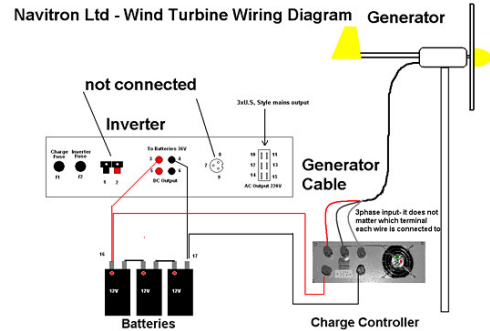 Navitron Ltd - Wind Turbine Wiring Diagram
Generator
not connected
3xU.S, Style mains output
Inverter
Charge
Fuse
Inverter
Fuse
To Batteries 36V
3
4
5
6
DC Output
7
8
9
10
11
12
13
14
15
AC Output 220V
f1
f2
1
2
Generator
Cable
3phase input- it does not
matter which terminal
each wire is connected to
16
17
12V
12V
12V
Batteries
Charge Controller